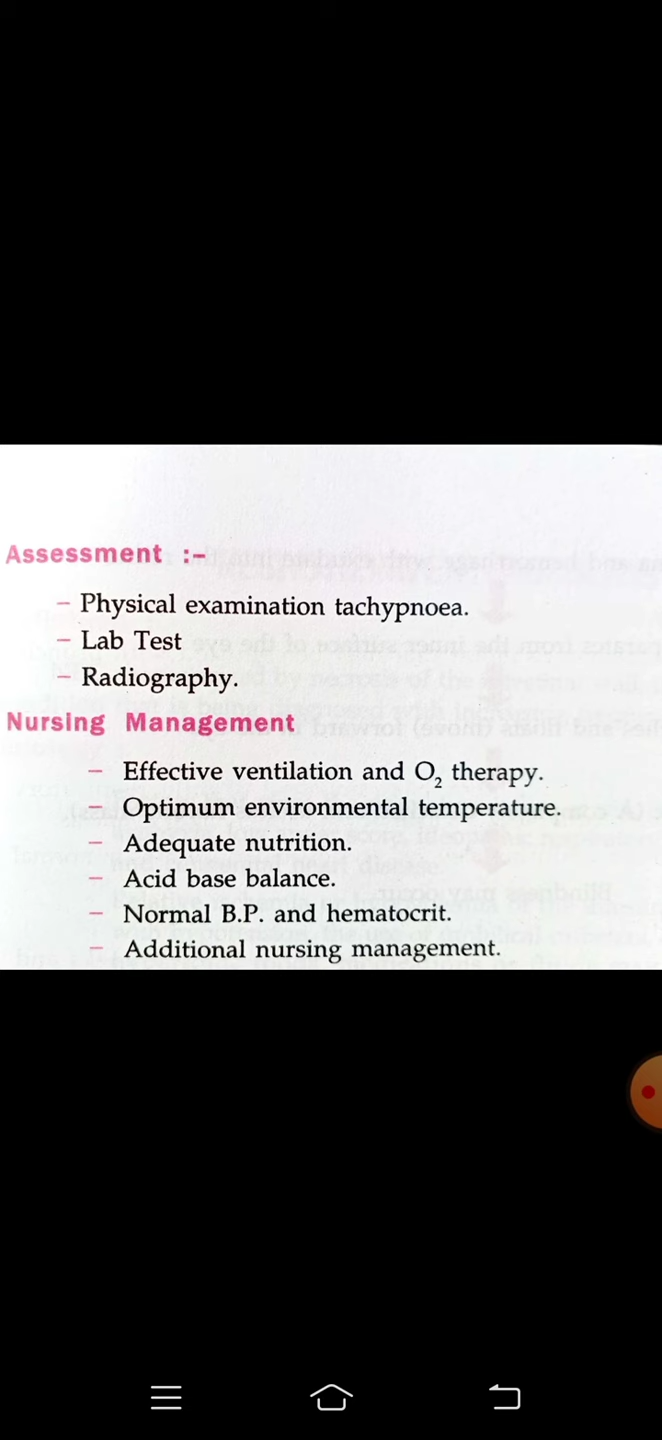 Assessment :-
– Physical examination tachypnoea.
– Lab Test
– Radiography.
Nursing Management
– Effective ventilation and O₂ therapy.
– Optimum environmental temperature.
– Adequate nutrition.
– Acid base balance.
– Normal B.P. and hematocrit.
– Additional nursing management.